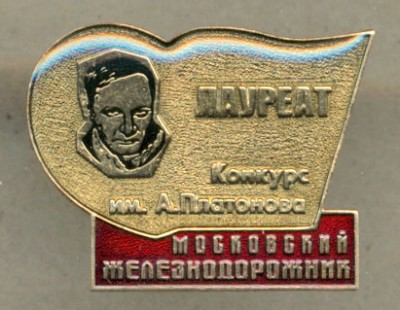 ЛАУРЕАТ
Конкурс
им. А.Платонова
МОСКОВСКИЙ
ЖЕЛЕЗНОДОРОЖНИК